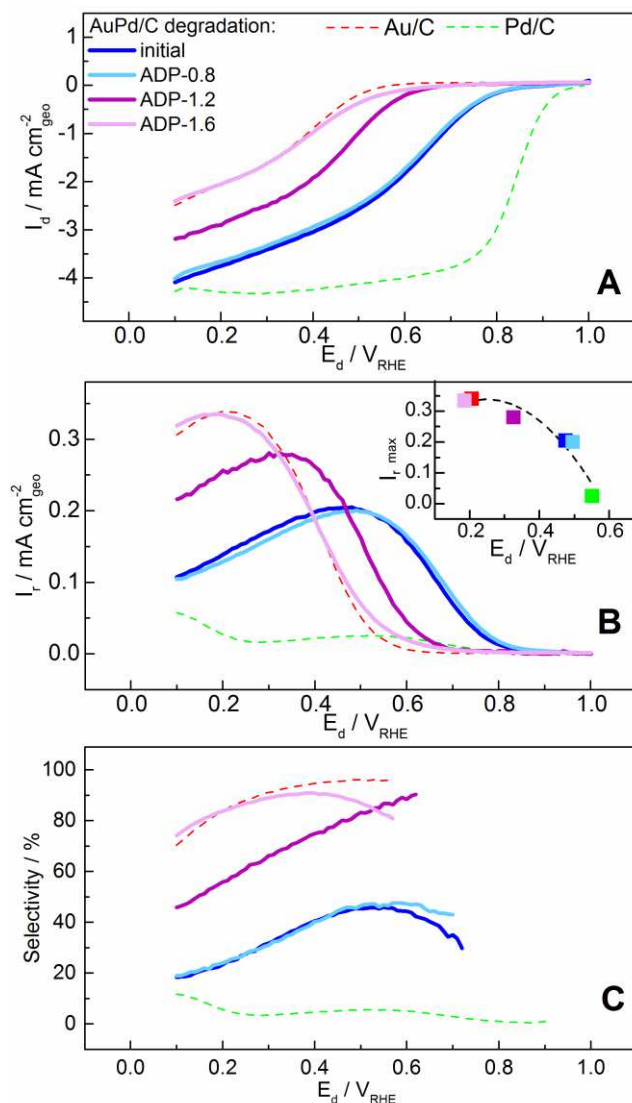 AuPd/C degradation:
initial
ADP-0.8
ADP-1.2
ADP-1.6
Au/C
Pd/C
1
0
-1
-2
-3
-4
I_d / mA cm^-2_geo
A
0.0 0.2 0.4 0.6 0.8 1.0
E_d / V_RHE
0.3
0.2
0.1
0.0
I_r / mA cm^-2_geo
0.3
0.2
0.1
0.0
I_r max
0.2 0.4 0.6
E_d / V_RHE
B
0.0 0.2 0.4 0.6 0.8 1.0
E_d / V_RHE
100
80
60
40
20
0
Selectivity / %
C
0.0 0.2 0.4 0.6 0.8 1.0
E_d / V_RHE